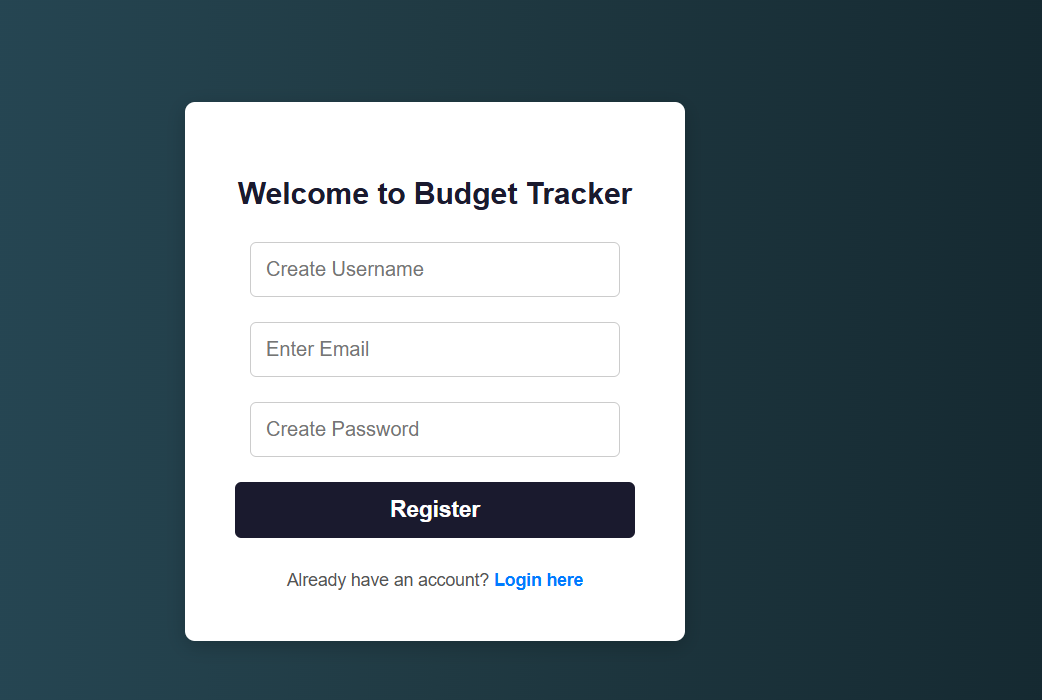 Welcome to Budget Tracker
Create Username
Enter Email
Create Password
Register
Already have an account? Login here